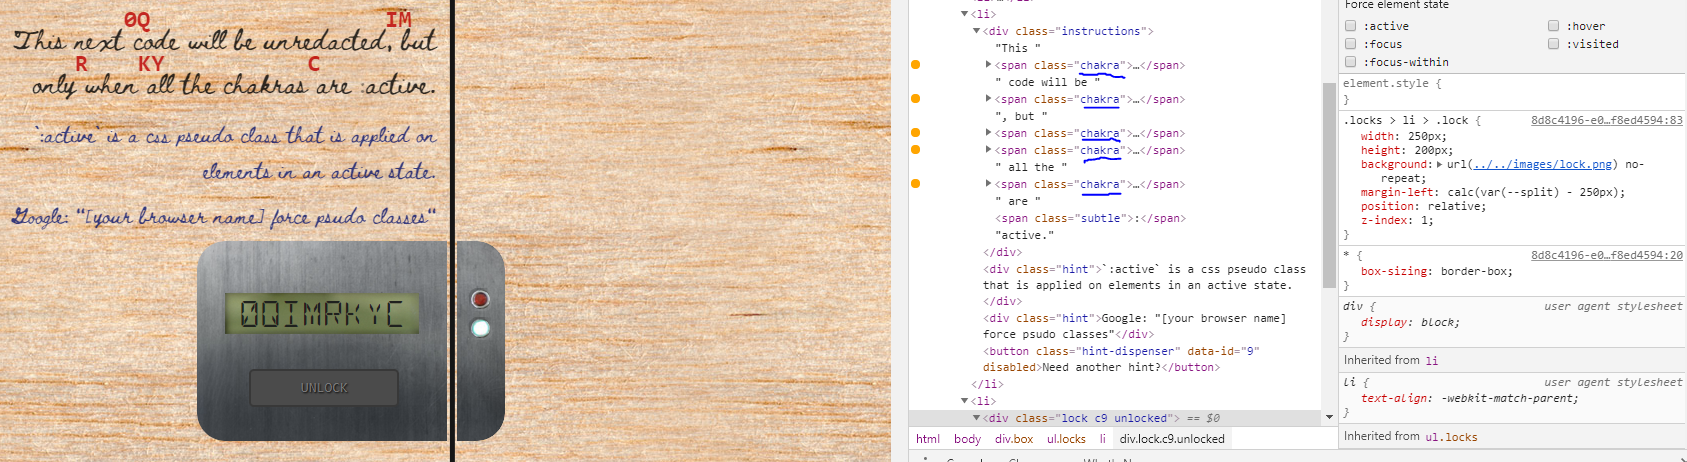 0Q IM
This next code will be unredacted, but
R KY C
only when all the chakras are :active.
`:active` is a css pseudo class that is applied on
elements in an active state.
Google: "[your browser name] force psudo classes"
0QIMRKYC
UNLOCK
<li>
<div class="instructions">
"This "
<span class="chakra">…</span>
" code will be "
<span class="chakra">…</span>
", but "
<span class="chakra">…</span>
<span class="chakra">…</span>
" all the "
<span class="chakra">…</span>
" are "
<span class="subtle">:</span>
"active."
</div>
<div class="hint">`:active` is a css pseudo class
that is applied on elements in an active state.
</div>
<div class="hint">Google: "[your browser name]
force psudo classes"</div>
<button class="hint-dispenser" data-id="9"
disabled>Need another hint?</button>
</li>
<li>
<div class="lock c9 unlocked"> == $0
html body div.box ul.locks li div.lock.c9.unlocked
Force element state
:active :hover
:focus :visited
:focus-within
element.style {
}
.locks > li > .lock { 8d8c4196-e0…f8ed4594:83
width: 250px;
height: 200px;
background: url(../../images/lock.png) no-
repeat;
margin-left: calc(var(--split) - 250px);
position: relative;
z-index: 1;
}
* { 8d8c4196-e0…f8ed4594:20
box-sizing: border-box;
}
div { user agent stylesheet
display: block;
}
Inherited from li
li { user agent stylesheet
text-align: -webkit-match-parent;
}
Inherited from ul.locks